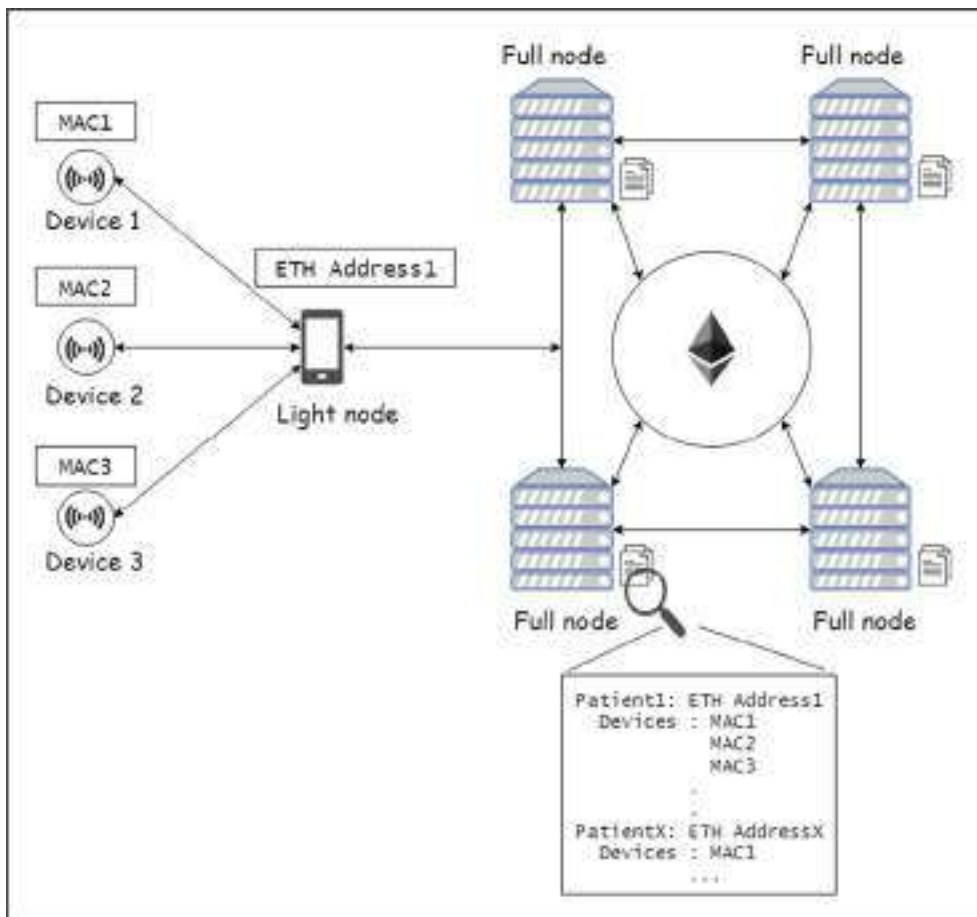 Full node
Full node
MAC1
Device 1
ETH Address1
MAC2
Device 2
Light node
MAC3
Device 3
Full node
Full node
Patient1: ETH Address1
Devices : MAC1
MAC2
MAC3
.
.
PatientX: ETH AddressX
Devices : MAC1
...